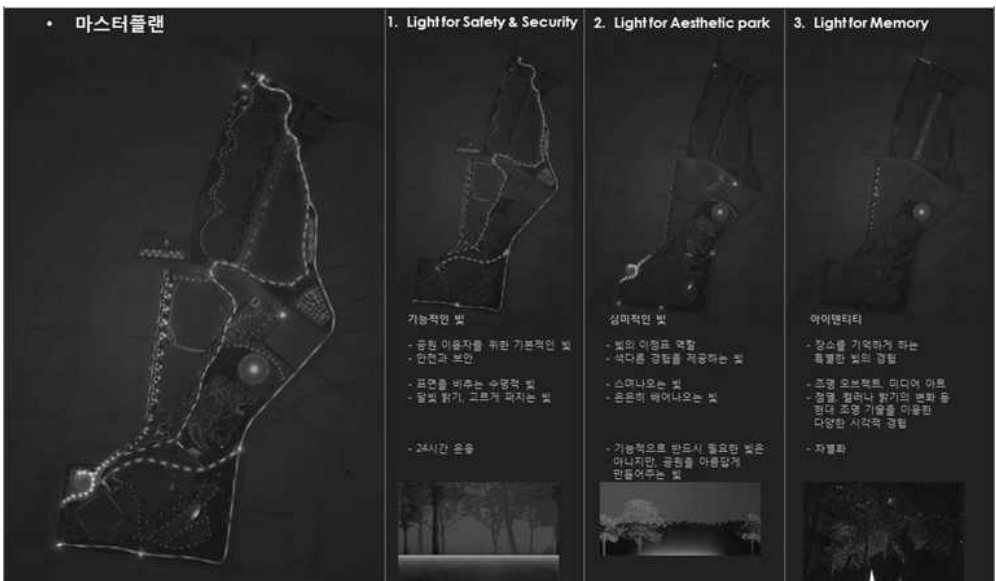 • 마스터플랜
1. Light for Safety & Security
기능적인 빛
- 공원 이용자를 위한 기본적인 빛
- 안전과 보안
- 표면을 비추는 수평적 빛
- 달빛 밝기, 고르게 퍼지는 빛
- 24시간 운용
2. Light for Aesthetic park
심미적인 빛
- 빛의 이정표 역할
- 색다른 경험을 제공하는 빛
- 스며나오는 빛
- 은은히 배어나오는 빛
- 기능적으로 반드시 필요한 빛은
아니지만, 공원을 아름답게
만들어주는 빛
3. Light for Memory
아이덴티티
- 장소를 기억하게 하는
특별한 빛의 경험
- 조명 오브젝트, 미디어 아트
- 점멸, 컬러나 밝기의 변화 등
현대 조명 기술을 이용한
다양한 시각적 경험
- 차별화